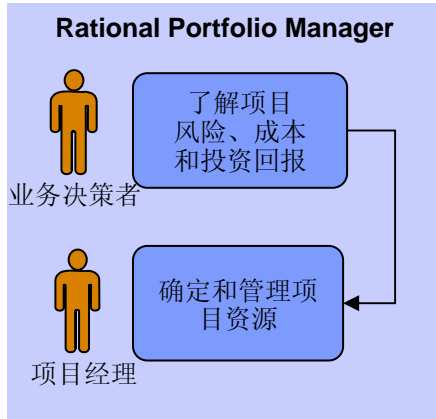 Rational Portfolio Manager
了解项目
风险、成本
和投资回报
业务决策者
确定和管理项
目资源
项目经理